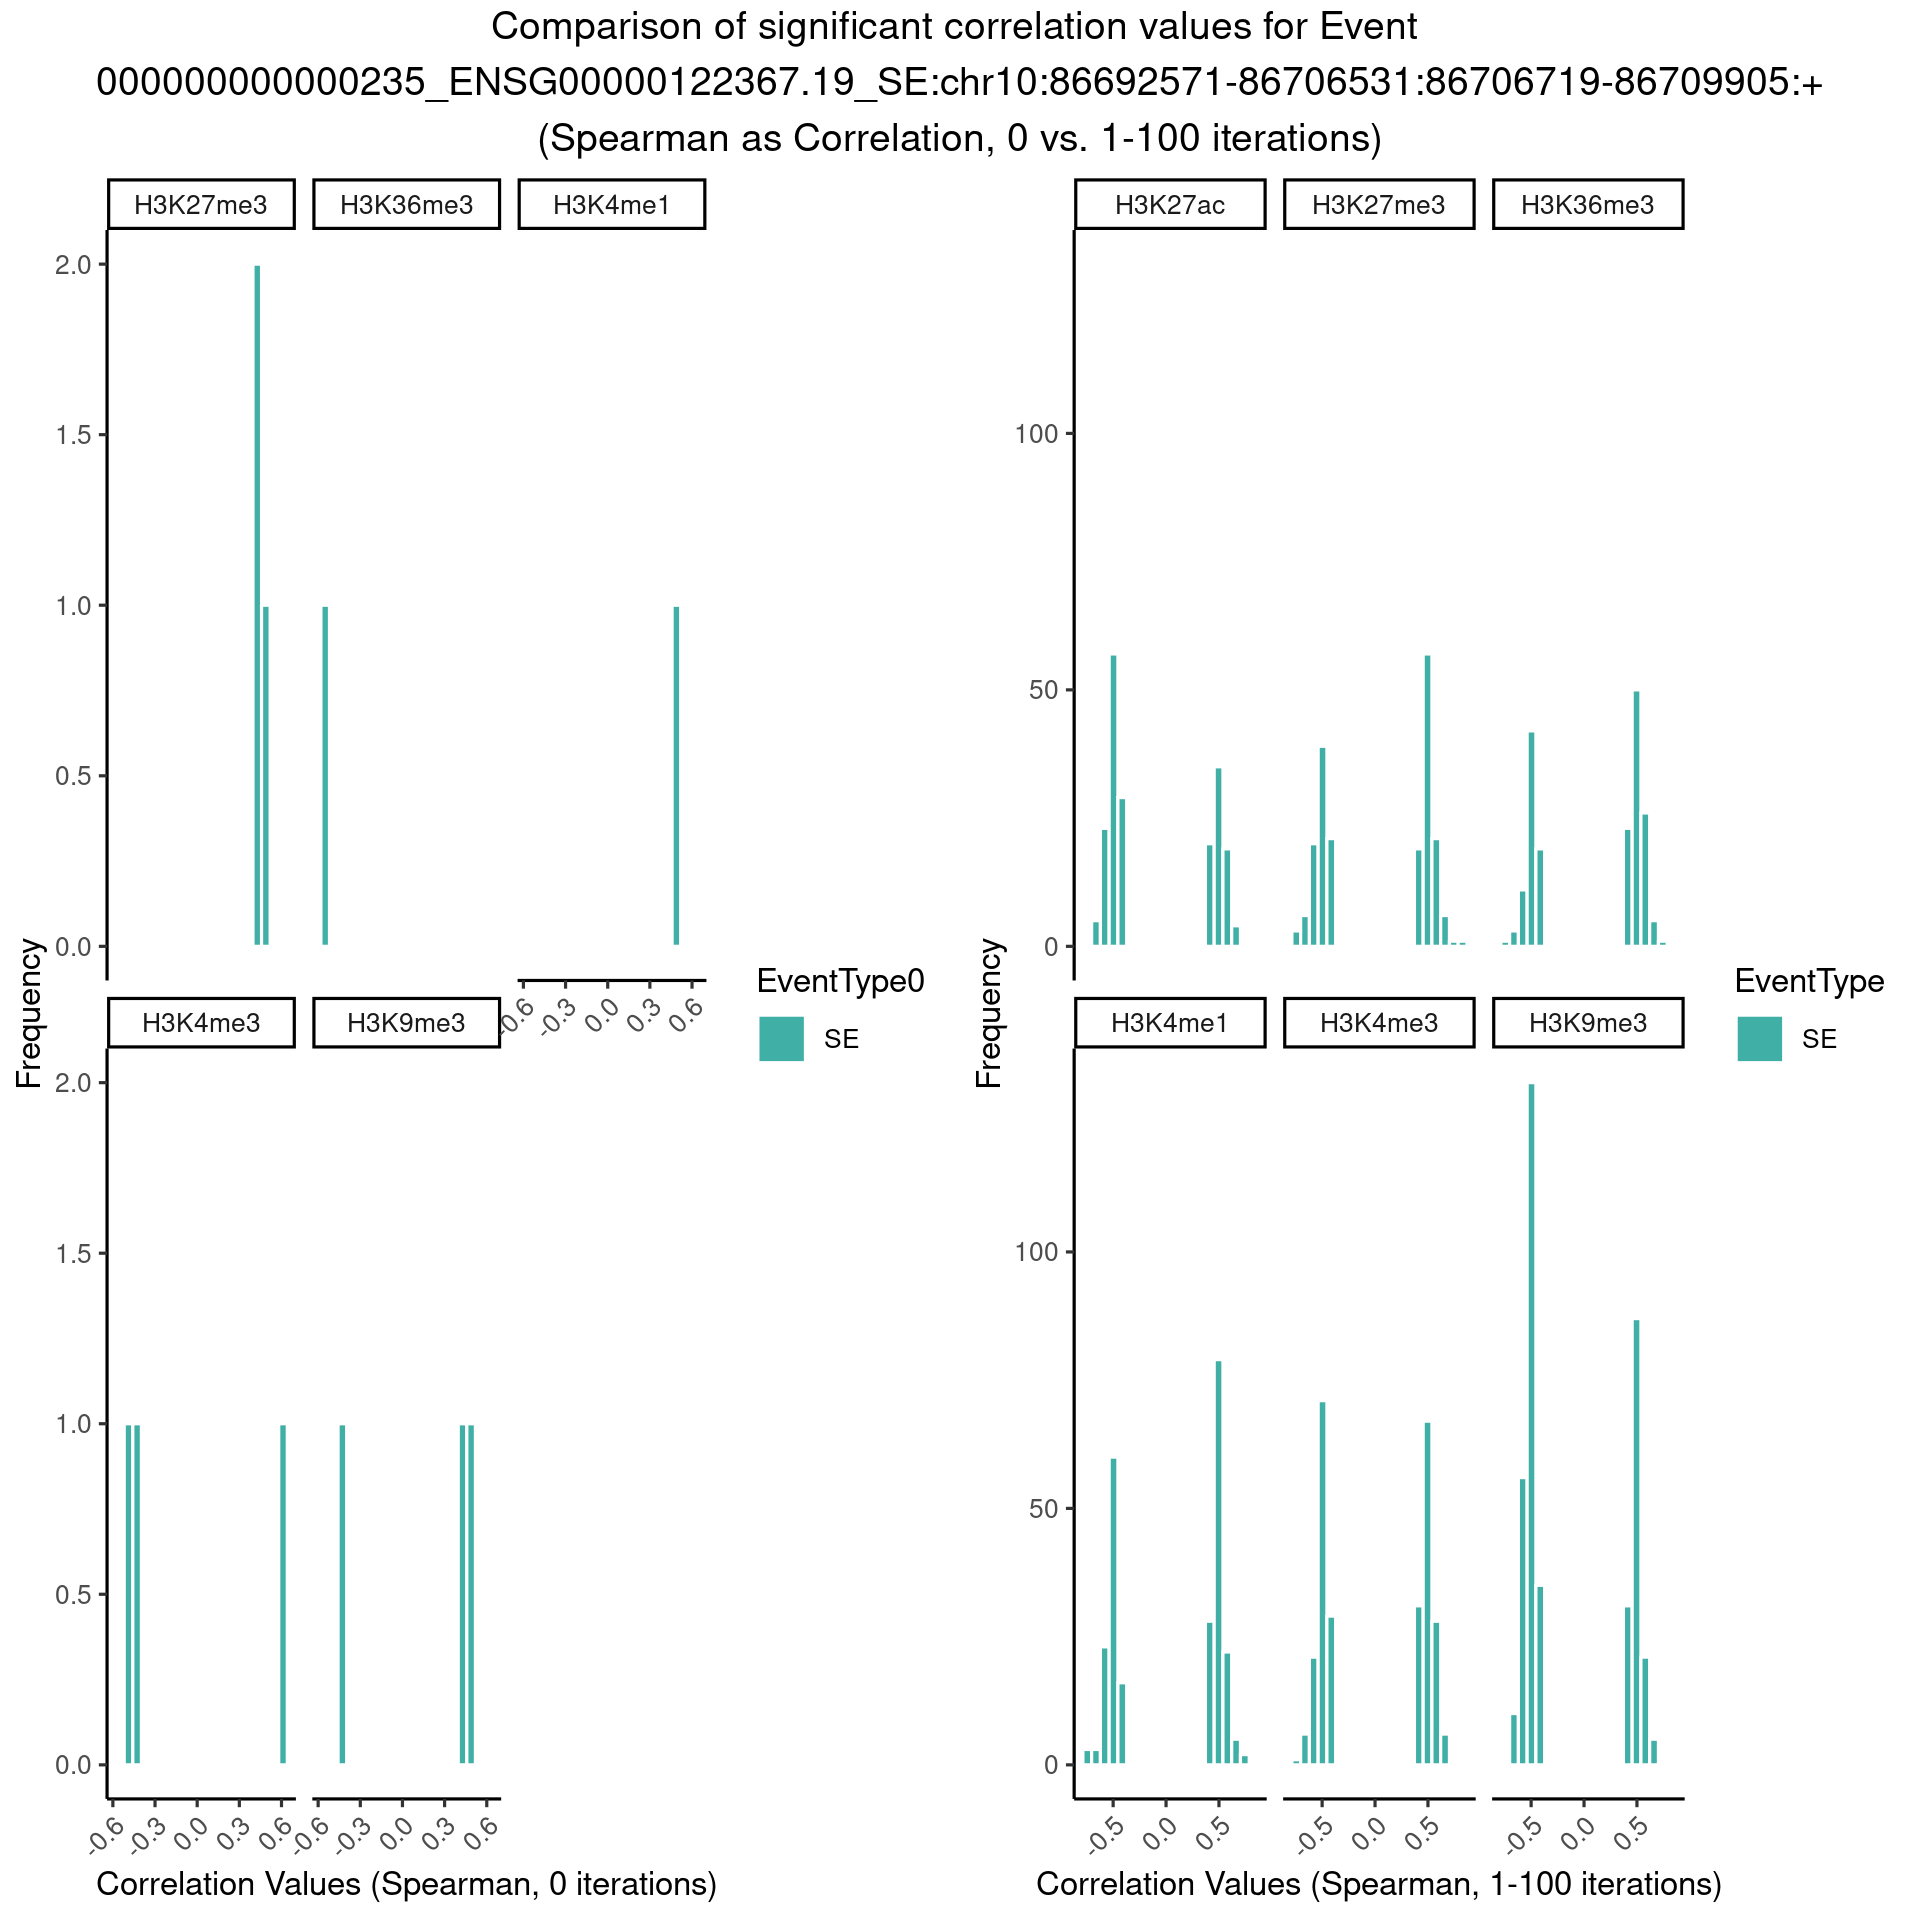 Comparison of significant correlation values for Event
000000000000235_ENSG00000122367.19_SE:chr10:86692571-86706531:86706719-86709905:+
(Spearman as Correlation, 0 vs. 1-100 iterations)
H3K27me3 H3K36me3 H3K4me1
2.0
1.5
1.0
0.5
0.0
-0.6 -0.3 0.0 0.3 0.6
H3K4me3 H3K9me3
2.0
1.5
1.0
0.5
0.0
-0.6 -0.3 0.0 0.3 0.6 -0.6 -0.3 0.0 0.3 0.6
Frequency
Correlation Values (Spearman, 0 iterations)
EventType0
SE
H3K27ac H3K27me3 H3K36me3
100
50
0
H3K4me1 H3K4me3 H3K9me3
100
50
0
-0.5 0.0 0.5 -0.5 0.0 0.5 -0.5 0.0 0.5
Frequency
Correlation Values (Spearman, 1-100 iterations)
EventType
SE